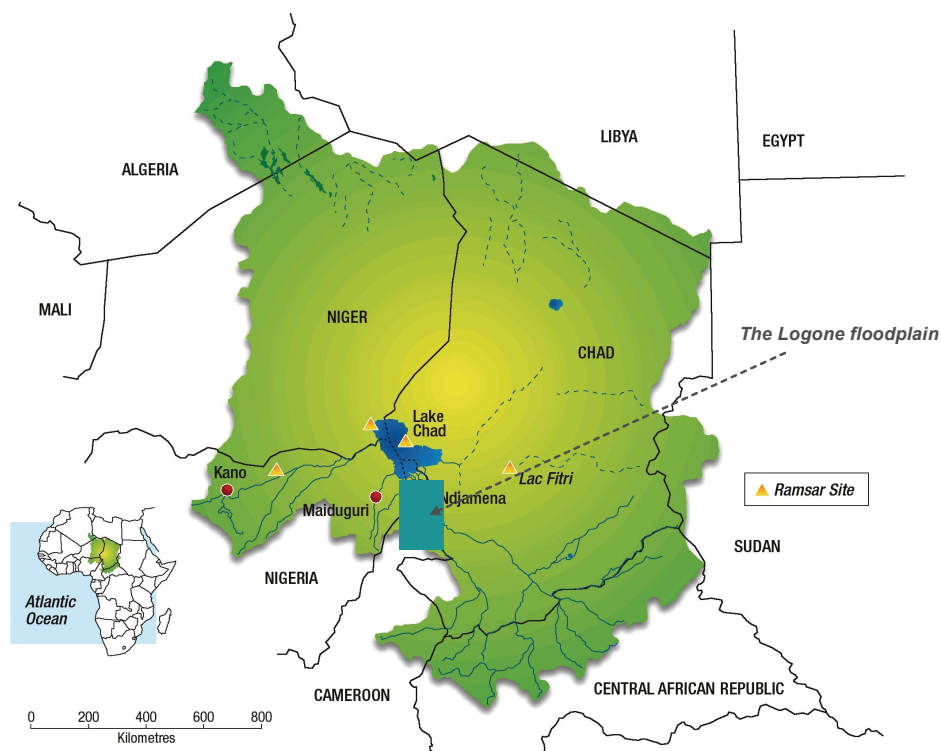 LIBYA
EGYPT
ALGERIA
MALI
NIGER
The Logone floodplain
CHAD
Lake
Chad
Kano
Lac Fitri
Ramsar Site
Maiduguri
Ndjamena
SUDAN
NIGERIA
Atlantic
Ocean
CAMEROON
CENTRAL AFRICAN REPUBLIC
0 200 400 600 800
Kilometres